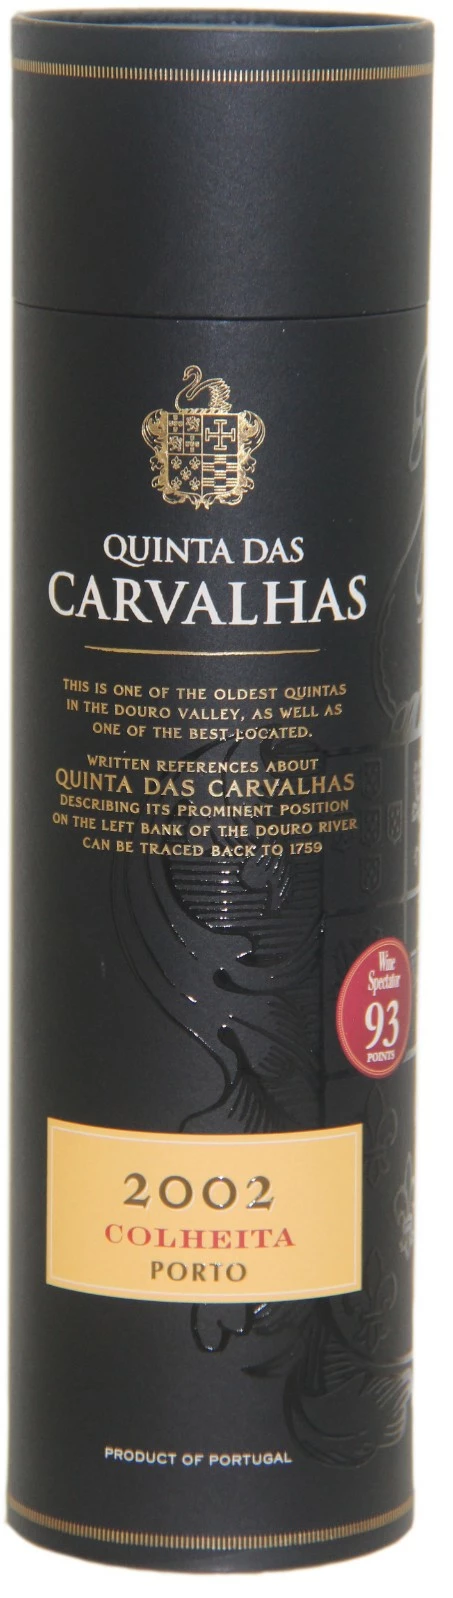 QUINTA DAS
CARVALHAS
THIS IS ONE OF THE OLDEST QUINTAS
IN THE DOURO VALLEY, AS WELL AS
ONE OF THE BEST-LOCATED.
WRITTEN REFERENCES ABOUT
QUINTA DAS CARVALHAS
DESCRIBING ITS PROMINENT POSITION
ON THE LEFT BANK OF THE DOURO RIVER
CAN BE TRACED BACK TO 1759
Wine
Spectator
93
POINTS
2002
COLHEITA
PORTO
PRODUCT OF PORTUGAL